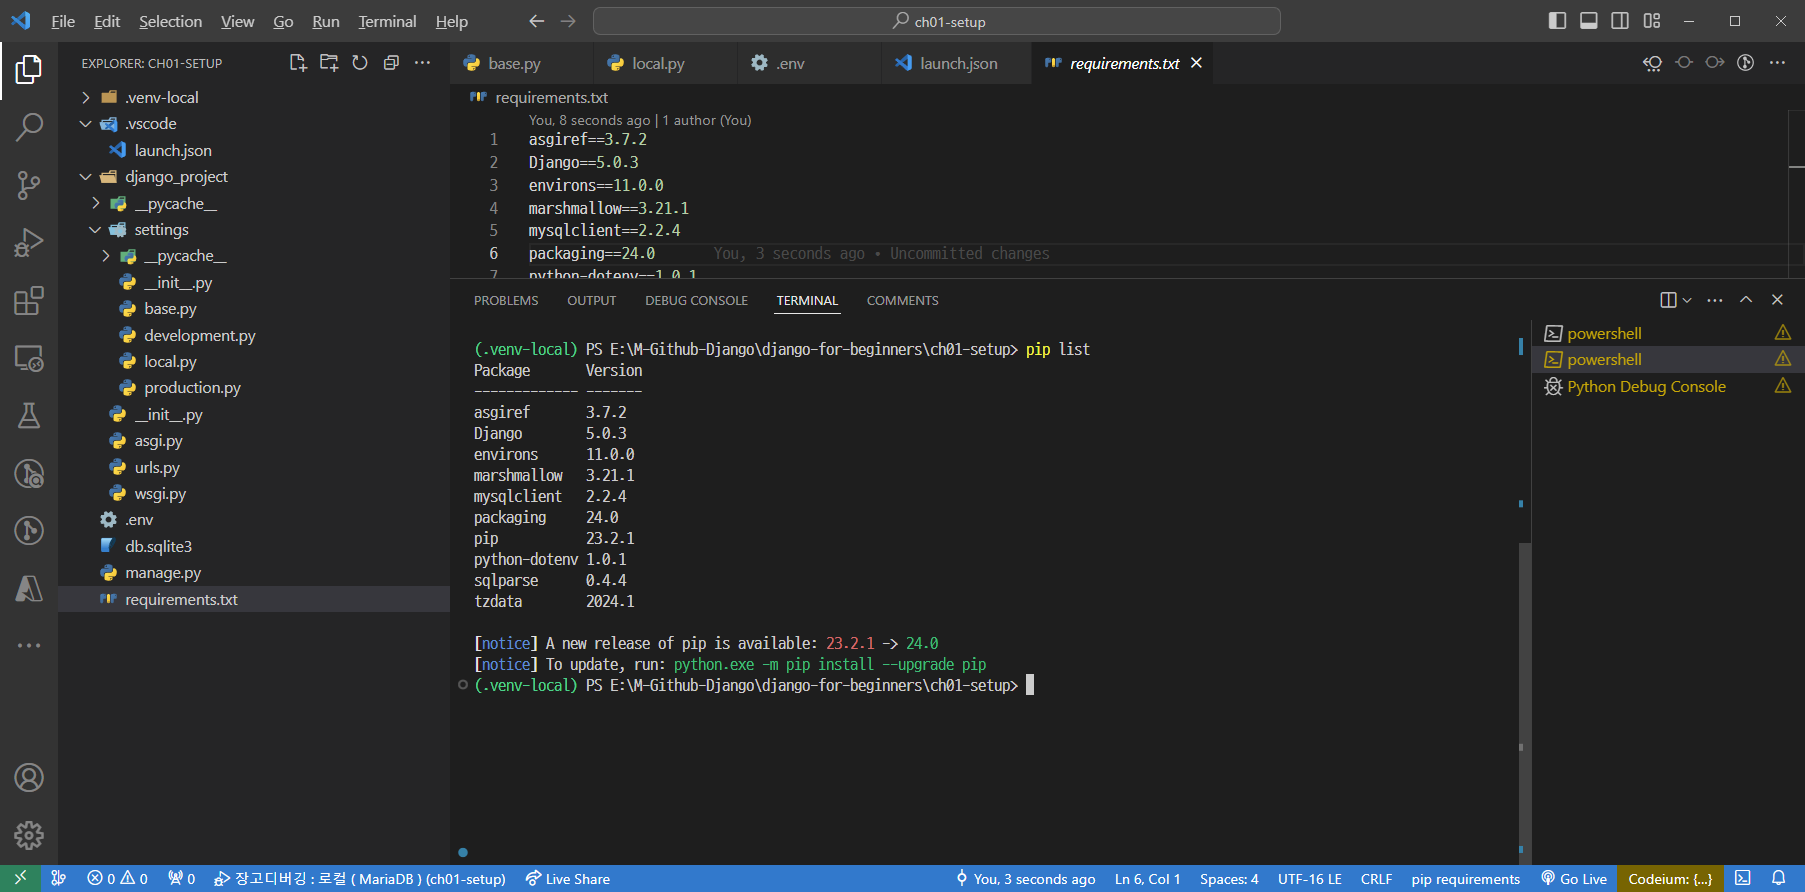 File Edit Selection View Go Run Terminal Help ch01-setup
EXPLORER: CH01-SETUP
.venv-local
.vscode
launch.json
django_project
__pycache__
settings
__pycache__
__init__.py
base.py
development.py
local.py
production.py
__init__.py
asgi.py
urls.py
wsgi.py
.env
db.sqlite3
manage.py
requirements.txt
base.py local.py .env launch.json requirements.txt
requirements.txt
You, 8 seconds ago | 1 author (You)
1 asgiref==3.7.2
2 Django==5.0.3
3 environs==11.0.0
4 marshmallow==3.21.1
5 mysqlclient==2.2.4
6 packaging==24.0 You, 3 seconds ago • Uncommitted changes
7 python-dotenv==1.0.1
PROBLEMS OUTPUT DEBUG CONSOLE TERMINAL COMMENTS
(.venv-local) PS E:\M-Github-Django\django-for-beginners\ch01-setup> pip list
Package Version
------------- -------
asgiref 3.7.2
Django 5.0.3
environs 11.0.0
marshmallow 3.21.1
mysqlclient 2.2.4
packaging 24.0
pip 23.2.1
python-dotenv 1.0.1
sqlparse 0.4.4
tzdata 2024.1
[notice] A new release of pip is available: 23.2.1 -> 24.0
[notice] To update, run: python.exe -m pip install --upgrade pip
(.venv-local) PS E:\M-Github-Django\django-for-beginners\ch01-setup>
powershell
powershell
Python Debug Console
0 0 0 장고디버깅 : 로컬 ( MariaDB ) (ch01-setup) Live Share You, 3 seconds ago Ln 6, Col 1 Spaces: 4 UTF-16 LE CRLF pip requirements Go Live Codeium: {...}